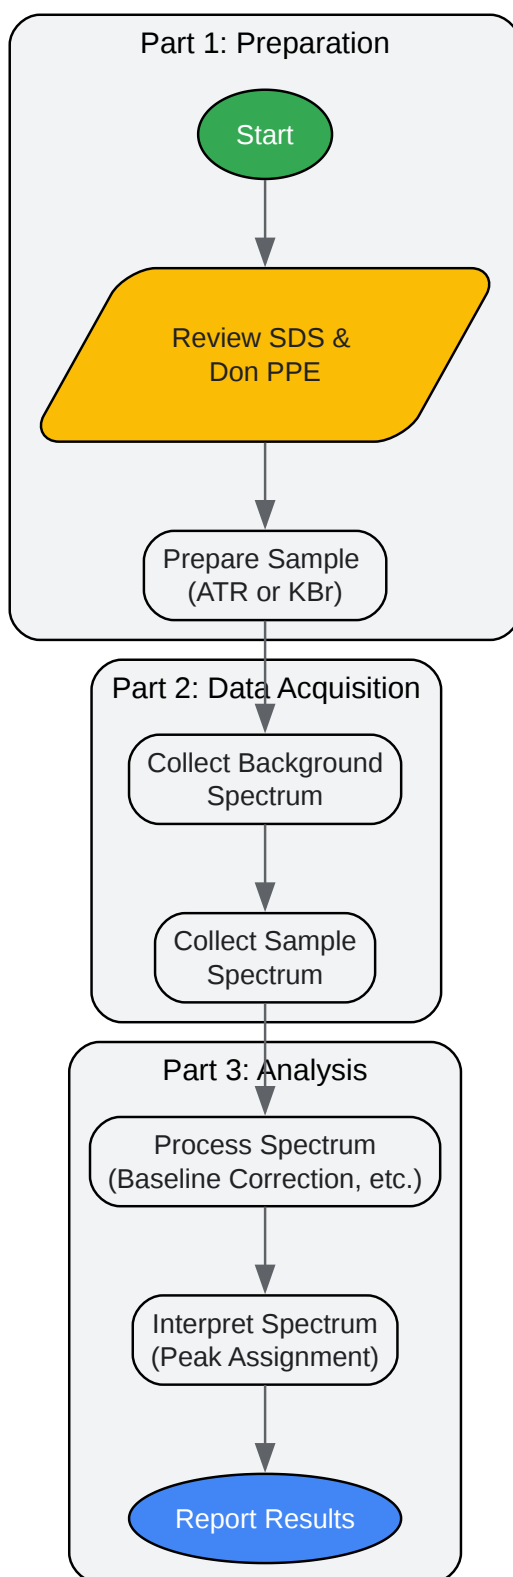 Part 1: Preparation
Start
Review SDS &
Don PPE
Prepare Sample
(ATR or KBr)
Part 2: Data Acquisition
Collect Background
Spectrum
Collect Sample
Spectrum
Part 3: Analysis
Process Spectrum
(Baseline Correction, etc.)
Interpret Spectrum
(Peak Assignment)
Report Results